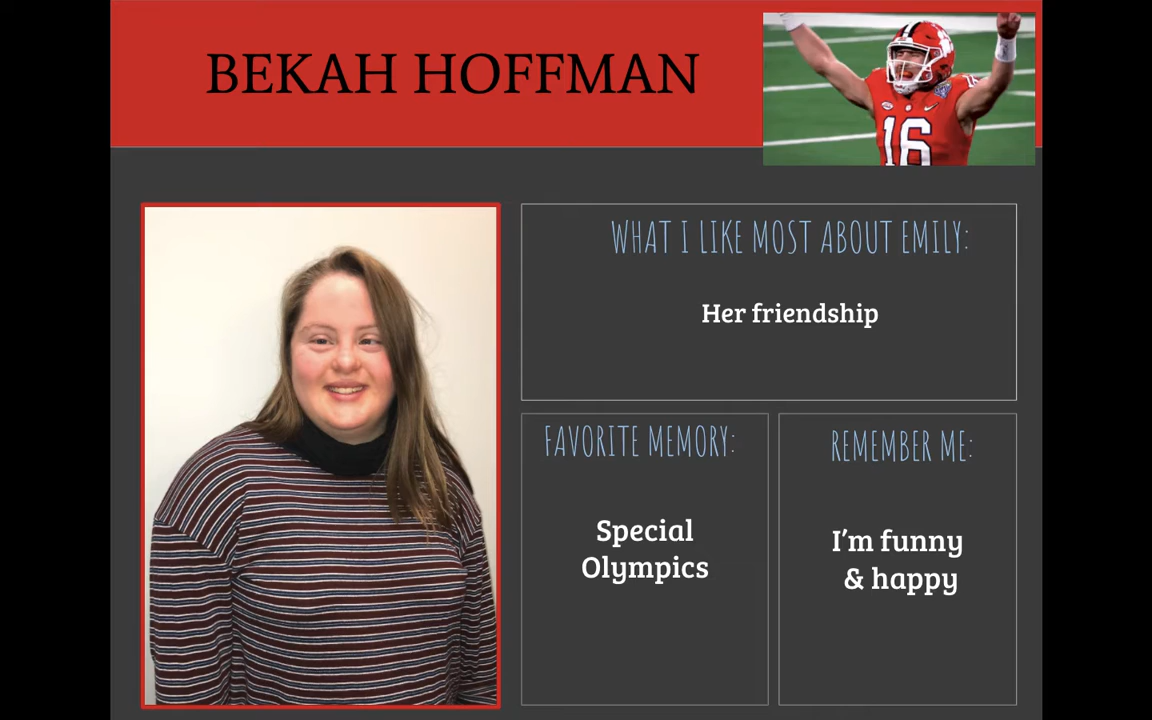 BEKAH HOFFMAN
16
WHAT I LIKE MOST ABOUT EMILY:
Her friendship
FAVORITE MEMORY:
Special
Olympics
REMEMBER ME:
I'm funny
& happy